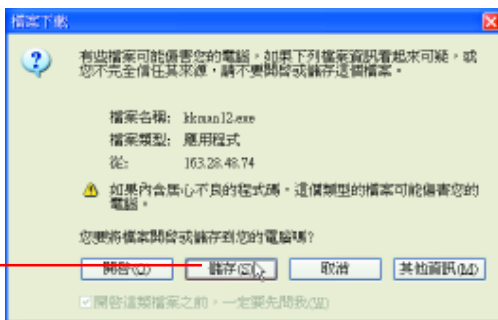 檔案下載
有些檔案可能傷害您的電腦。如果下列檔案資訊看起來可疑，或
您不完全信任其來源，請不要開啟或儲存這個檔案。
檔案名稱: kkman12.exe
檔案類型: 應用程式
從: 163.28.48.74
如果內含居心不良的程式碼，這個類型的檔案可能傷害您的
電腦。
您要將檔案開啟或儲存到您的電腦嗎?
開啟(O) 儲存(S) 取消 其他資訊(M)
開啟這類檔案之前，一定要先問我(W)